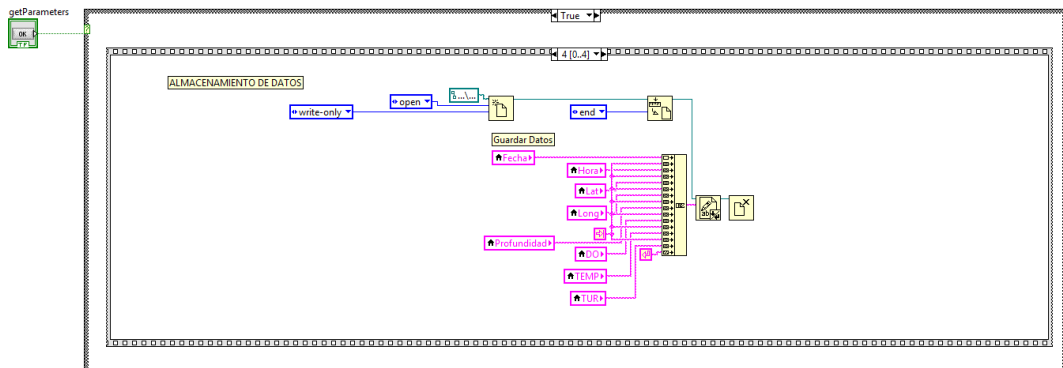 getParameters
OK
TF
?
True
4 [0..4]
ALMACENAMIENTO DE DATOS
open
write-only
end
Guardar Datos
Fecha
Hora
Lat
Long
Profundidad
DO
TEMP
TUR